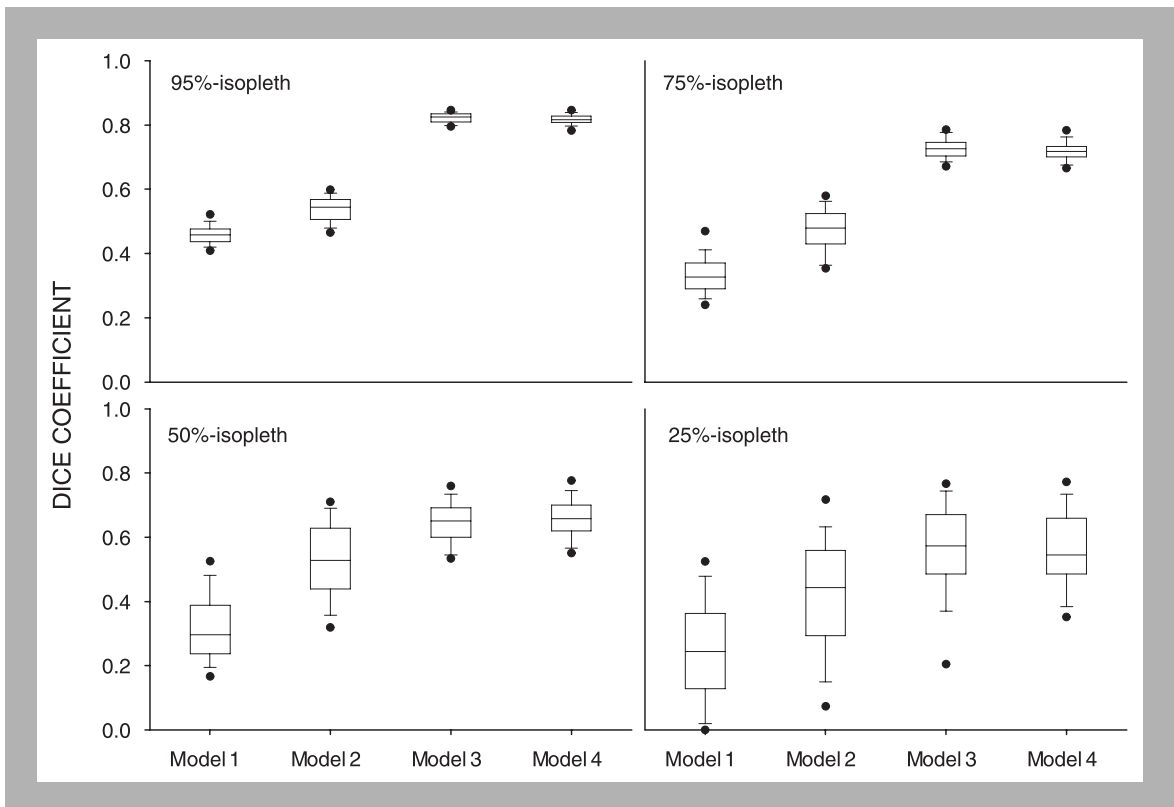 95%-isopleth
75%-isopleth
1.0
0.8
0.6
0.4
0.2
0.0
DICE COEFFICIENT
50%-isopleth
25%-isopleth
1.0
0.8
0.6
0.4
0.2
0.0
Model 1 Model 2 Model 3 Model 4
Model 1 Model 2 Model 3 Model 4